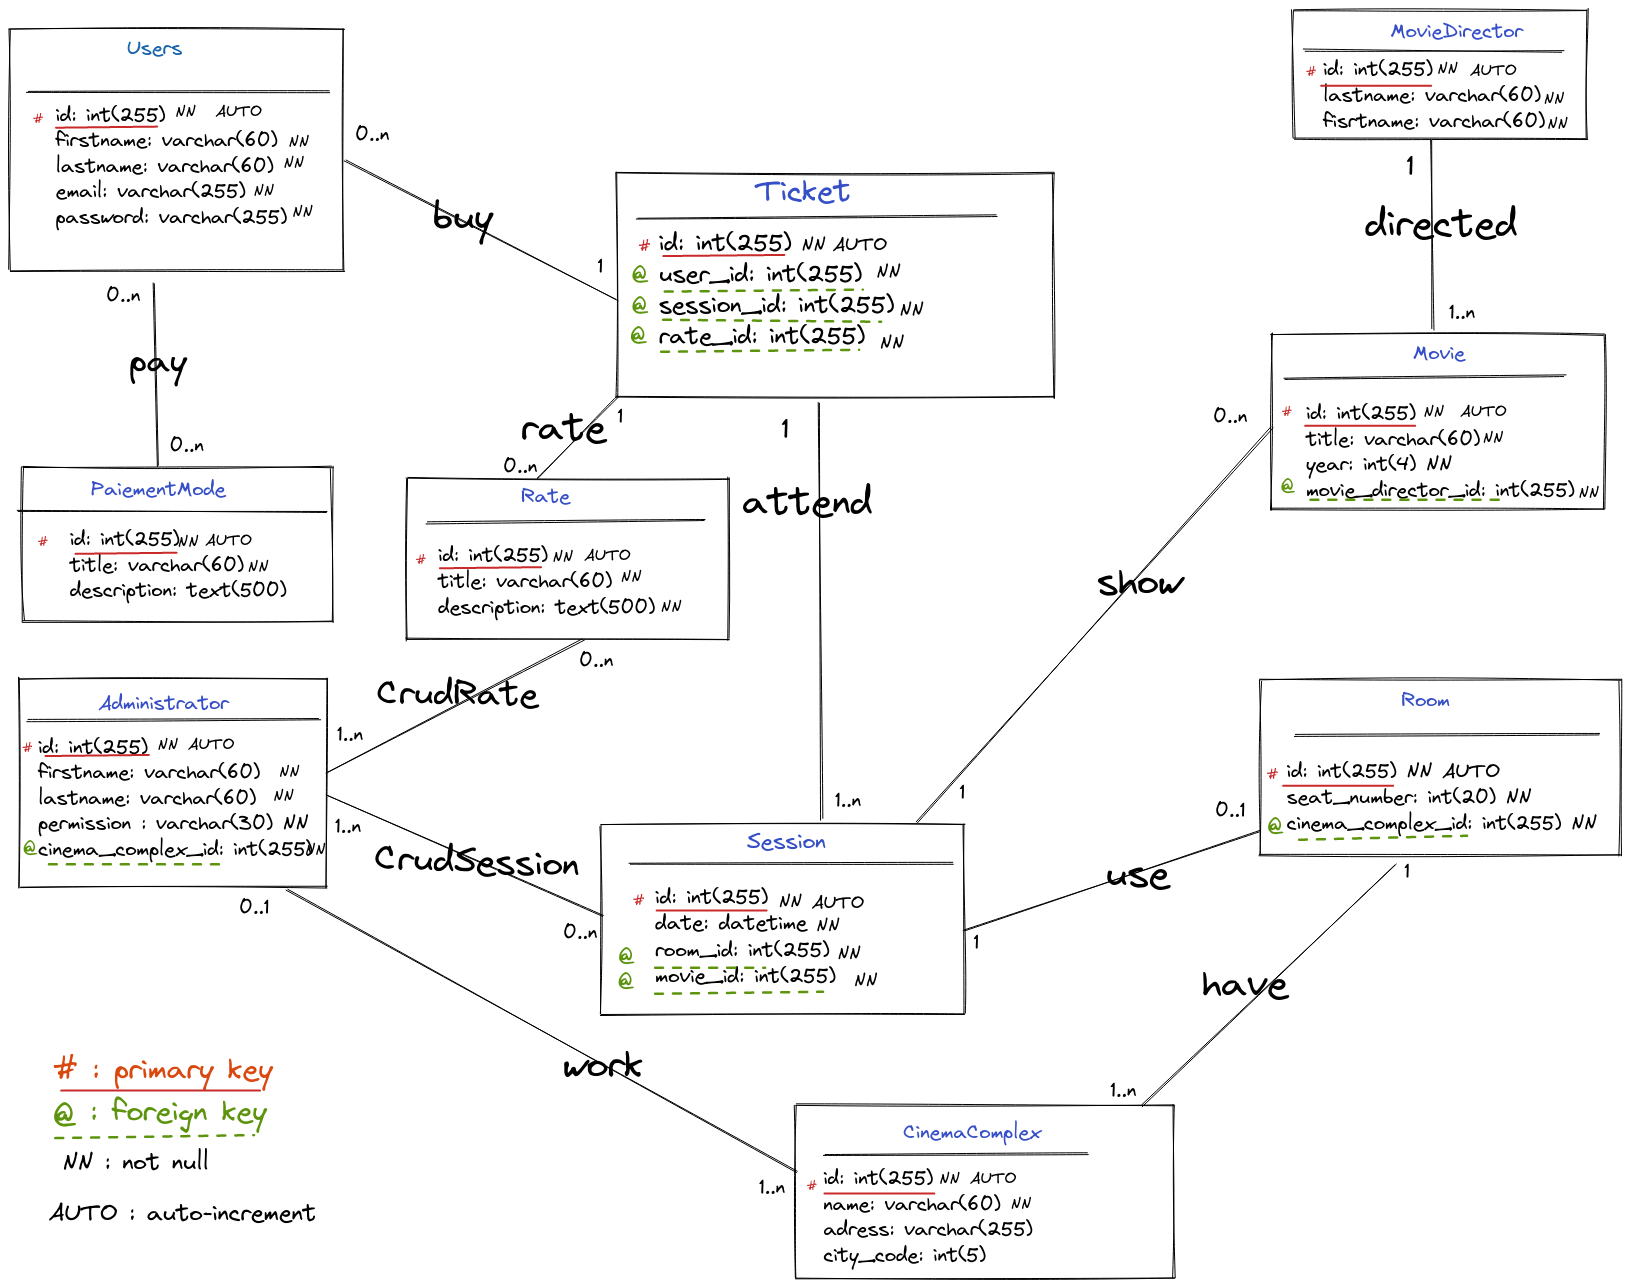 Users
# id: int(255) NN AUTO
firstname: varchar(60) NN
lastname: varchar(60) NN
email: varchar(255) NN
password: varchar(255) NN
0..n
buy
1
0..n
pay
0..n
Ticket
# id: int(255) NN AUTO
@ user_id: int(255) NN
@ session_id: int(255) NN
@ rate_id: int(255) NN
MovieDirector
# id: int(255) NN AUTO
lastname: varchar(60) NN
fisrtname: varchar(60) NN
1
directed
1..n
Movie
# id: int(255) NN AUTO
title: varchar(60) NN
year: int(4) NN
@ movie_director_id: int(255) NN
0..n
show
1
1
rate
0..n
1
attend
1..n
PaiementMode
# id: int(255) NN AUTO
title: varchar(60) NN
description: text(500)
Rate
# id: int(255) NN AUTO
title: varchar(60) NN
description: text(500) NN
0..n
CrudRate
1..n
Administrator
# id: int(255) NN AUTO
firstname: varchar(60) NN
lastname: varchar(60) NN
permission : varchar(30) NN
@ cinema_complex_id: int(255) NN
1..n
CrudSession
0..n
0..1
work
1..n
Session
# id: int(255) NN AUTO
date: datetime NN
@ room_id: int(255) NN
@ movie_id: int(255) NN
Room
# id: int(255) NN AUTO
seat_number: int(20) NN
@ cinema_complex_id: int(255) NN
0..1
use
1
1
have
1..n
CinemaComplex
# id: int(255) NN AUTO
name: varchar(60) NN
adress: varchar(255)
city_code: int(5)
# : primary key
@ : foreign key
NN : not null
AUTO : auto-increment